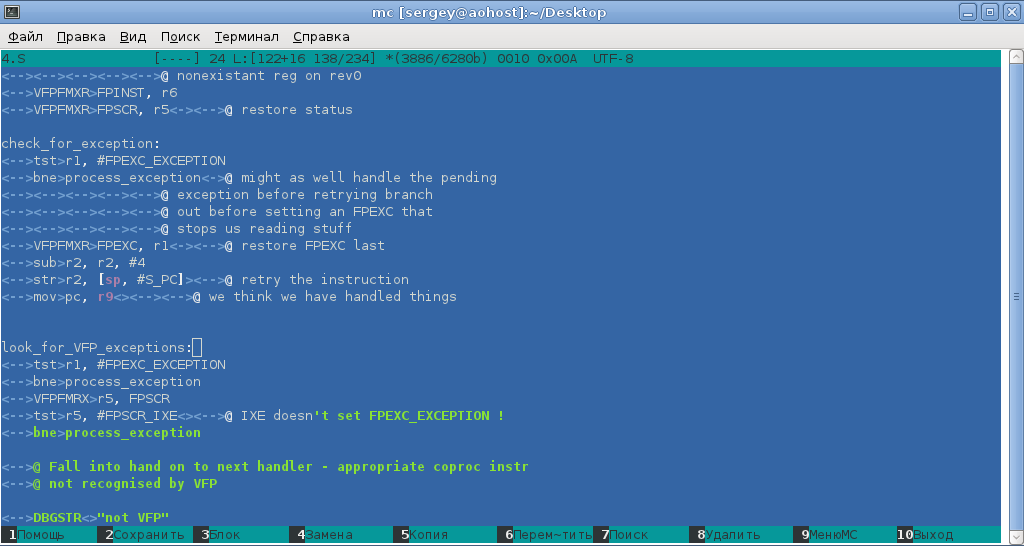 mc [sergey@aohost]:~/Desktop
Файл Правка Вид Поиск Терминал Справка
4.S [----] 24 L:[122+16 138/234] *(3886/6280b) 0010 0x00A UTF-8
<--><--><--><--><-->@ nonexistant reg on rev0
<-->VFPFMXR>FPINST, r6
<-->VFPFMXR>FPSCR, r5<--><-->@ restore status
check_for_exception:
<-->tst>r1, #FPEXC_EXCEPTION
<-->bne>process_exception<->@ might as well handle the pending
<--><--><--><--><-->@ exception before retrying branch
<--><--><--><--><-->@ out before setting an FPEXC that
<--><--><--><--><-->@ stops us reading stuff
<-->VFPFMXR>FPEXC, r1<--><-->@ restore FPEXC last
<-->sub>r2, r2, #4
<-->str>r2, [sp, #S_PC]><-->@ retry the instruction
<-->mov>pc, r9<><--><-->@ we think we have handled things
look_for_VFP_exceptions:
<-->tst>r1, #FPEXC_EXCEPTION
<-->bne>process_exception
<-->VFPFMRX>r5, FPSCR
<-->tst>r5, #FPSCR_IXE<><-->@ IXE doesn't set FPEXC_EXCEPTION !
<-->bne>process_exception
<-->@ Fall into hand on to next handler - appropriate coproc instr
<-->@ not recognised by VFP
<-->DBGSTR<>"not VFP"
1Помощь 2Сохранить 3Блок 4Замена 5Копия 6Перем~тить 7Поиск 8Удалить 9МенюMC 10Выход